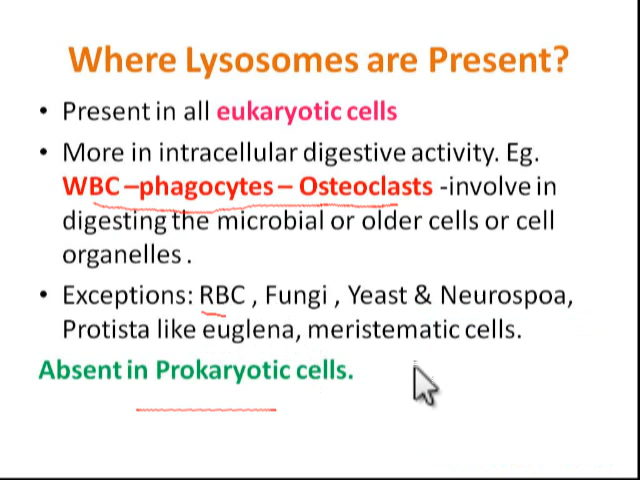 Where Lysosomes are Present?
• Present in all eukaryotic cells
• More in intracellular digestive activity. Eg.
WBC –phagocytes – Osteoclasts -involve in
digesting the microbial or older cells or cell
organelles .
• Exceptions: RBC , Fungi , Yeast & Neurospoa,
Protista like euglena, meristematic cells.
Absent in Prokaryotic cells.